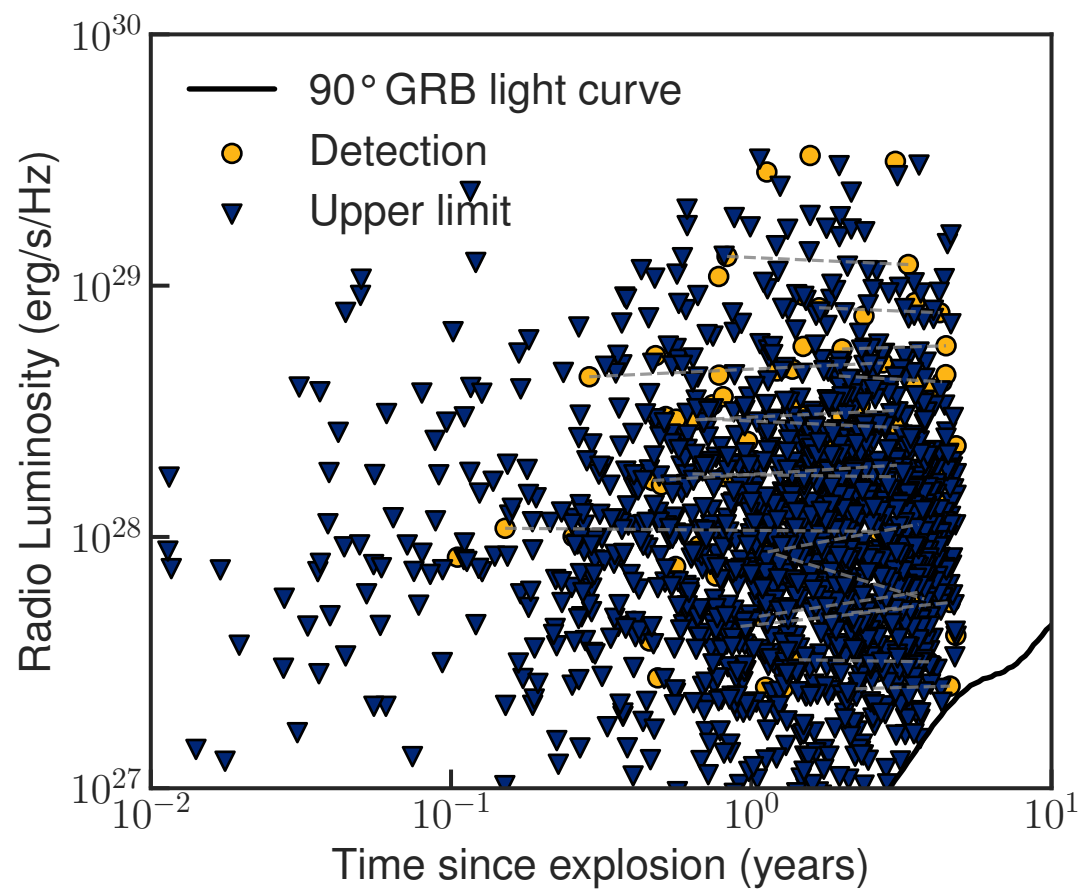 10^30
90° GRB light curve
Detection
Upper limit
10^29
10^28
10^27
Radio Luminosity (erg/s/Hz)
10^−2
10^−1
10^0
10^1
Time since explosion (years)